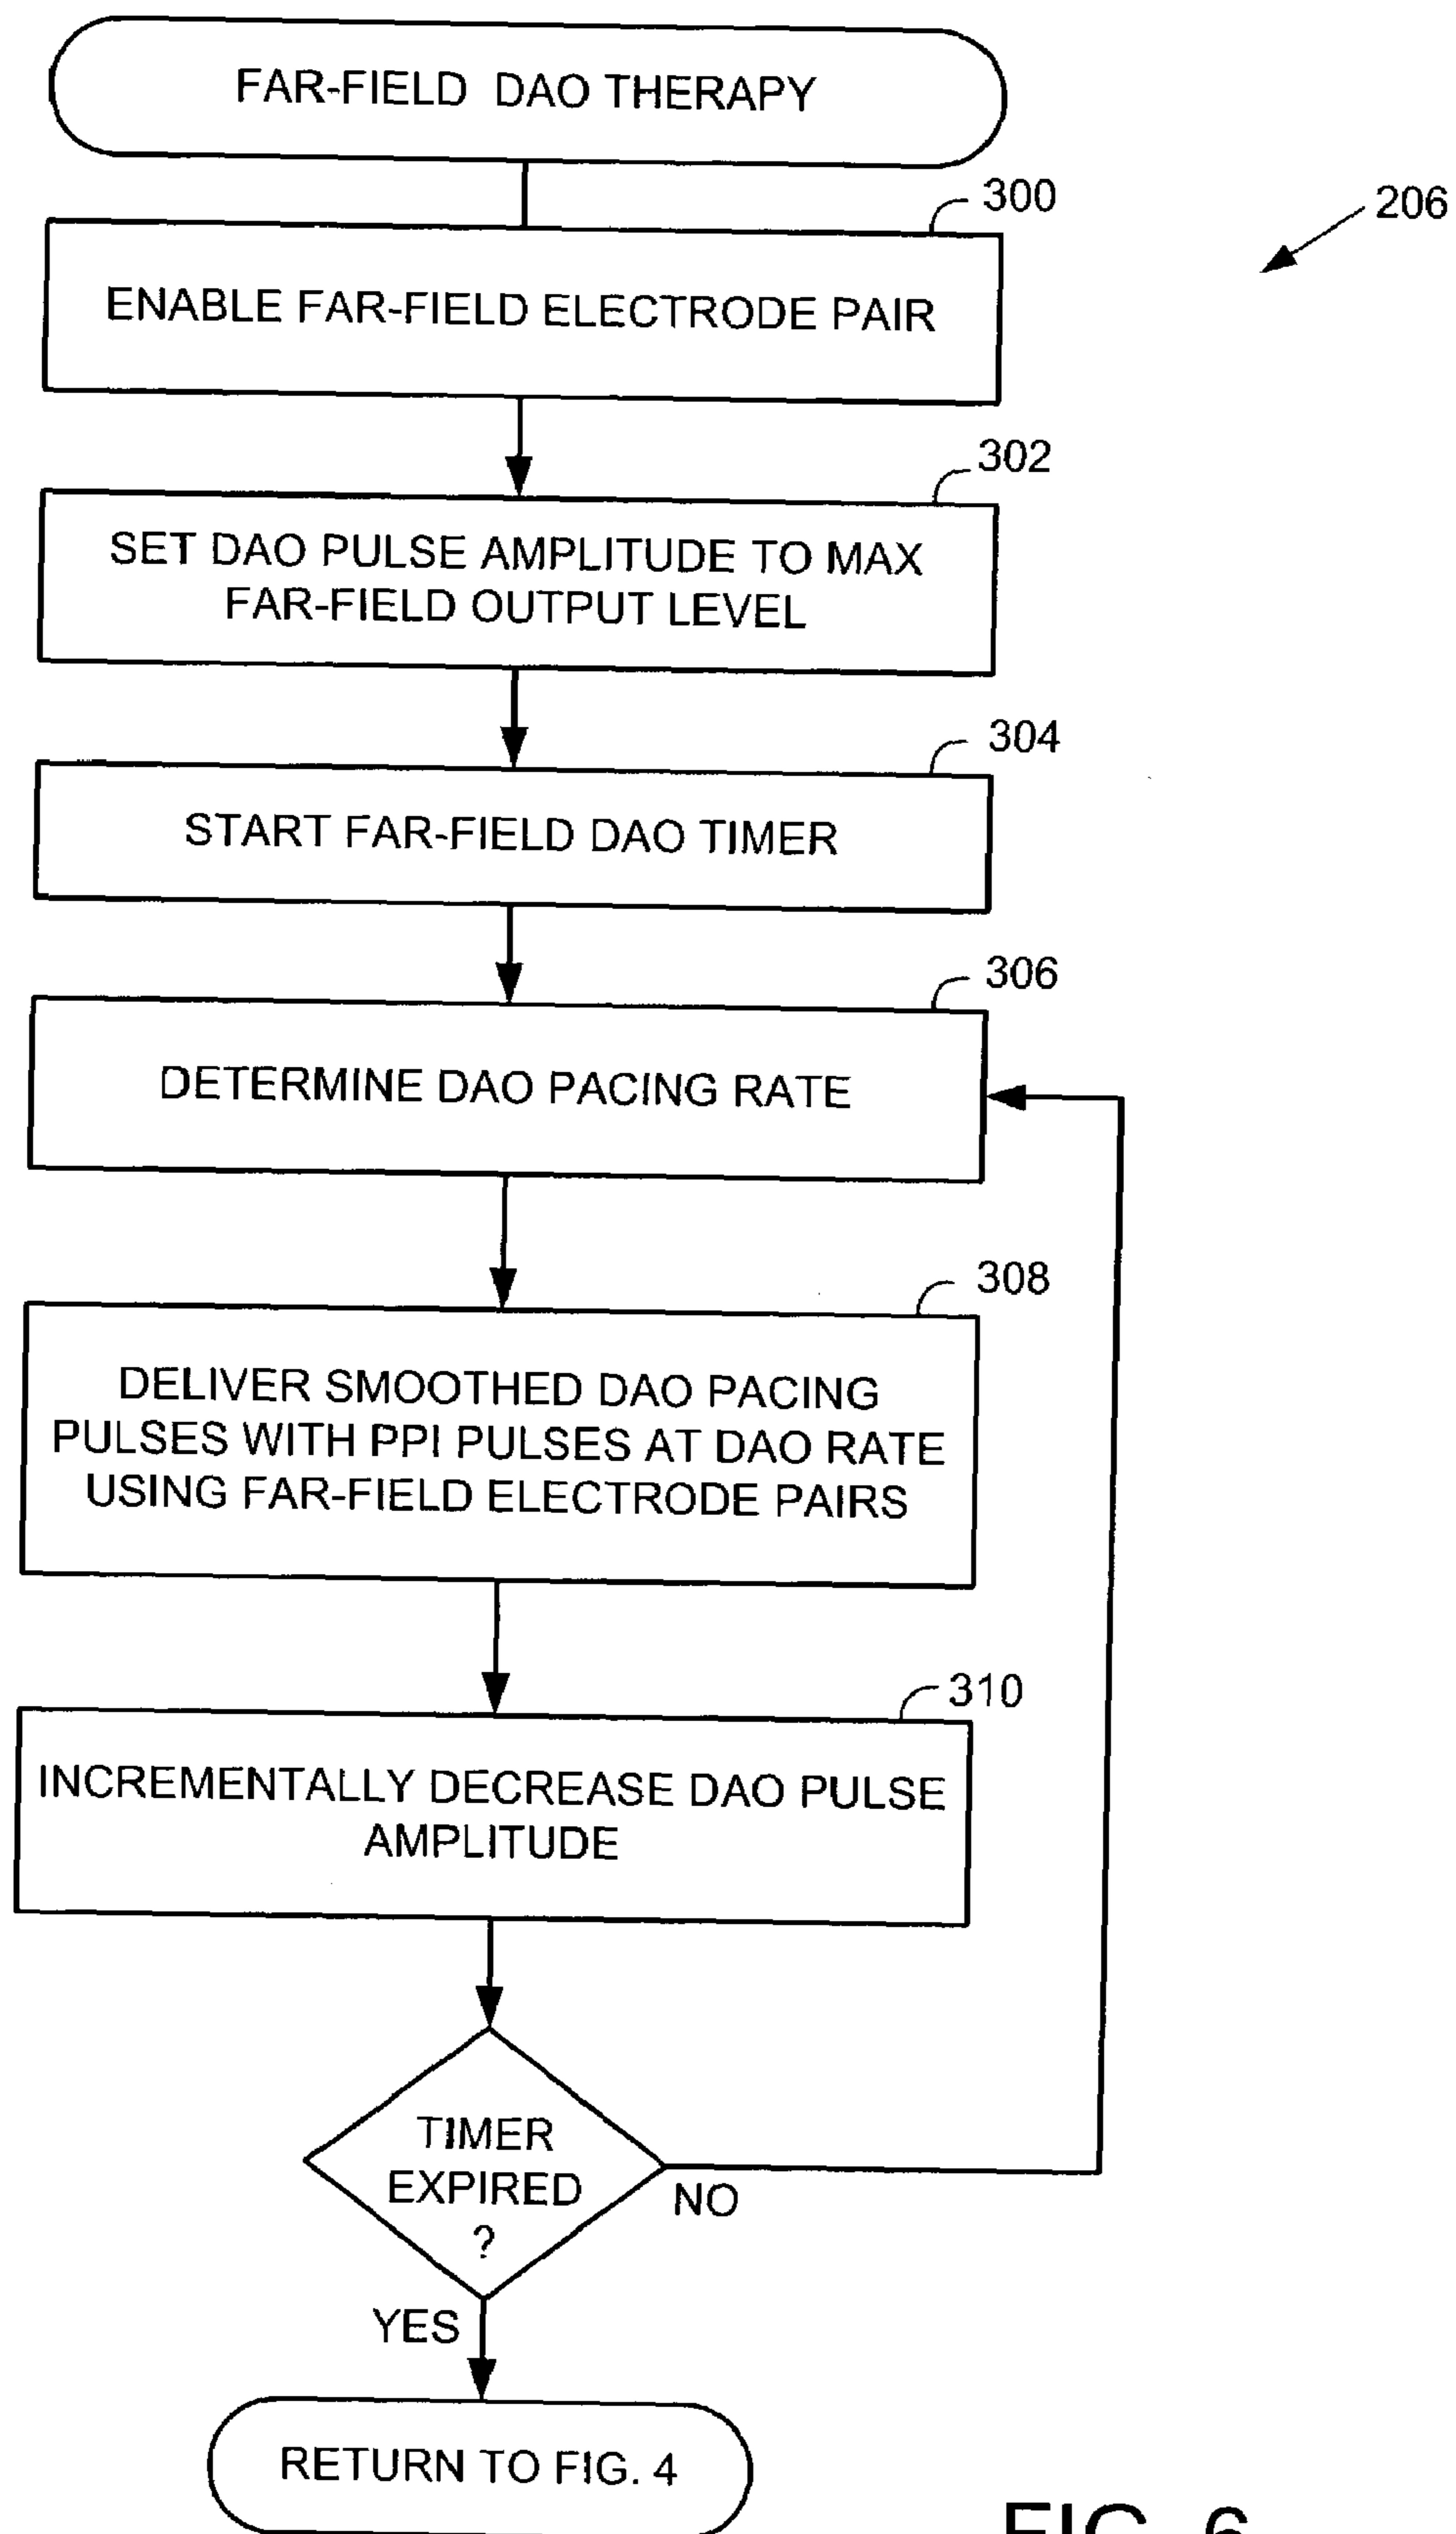 FAR-FIELD DAO THERAPY
300
206
ENABLE FAR-FIELD ELECTRODE PAIR
302
SET DAO PULSE AMPLITUDE TO MAX
FAR-FIELD OUTPUT LEVEL
304
START FAR-FIELD DAO TIMER
306
DETERMINE DAO PACING RATE
308
DELIVER SMOOTHED DAO PACING
PULSES WITH PPI PULSES AT DAO RATE
USING FAR-FIELD ELECTRODE PAIRS
310
INCREMENTALLY DECREASE DAO PULSE
AMPLITUDE
TIMER
EXPIRED
?
NO
YES
RETURN TO FIG. 4
FIG. 6